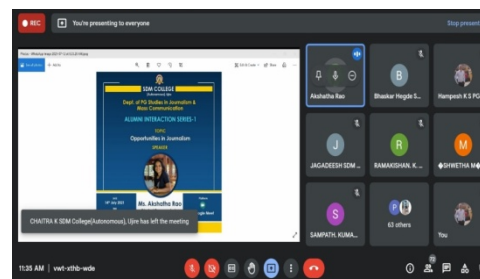 REC
You're presenting to everyone
Stop presenti
SDM COLLEGE
Dept. of PG Studies in Journalism &
Mass Communication
ALUMNI INTERACTION SERIES-1
TOPIC
Opportunities in Journalism
SPEAKER
Ms. Akshatha Rao
CHAITRA K SDM College(Autonomous), Ujire has left the meeting
Akshatha Rao
B
Bhaskar Hegde S...
Hampesh K S PG
J
JAGADEESH SDM ...
R
RAMAKISHAN. K. ...
M
SHWETHA M
S
SAMPATH. KUMA...
P
63 others
You
11:35 AM | vwt-xthb-wde